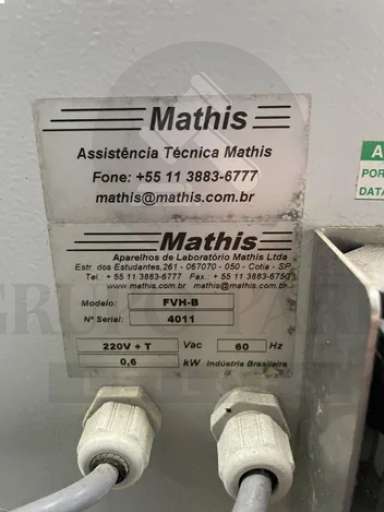 Mathis
Assistência Técnica Mathis
Fone: +55 11 3883-6777
mathis@mathis.com.br
Mathis
Aparelhos de Laboratório Mathis Ltda
Estr. dos Estudantes, 261 - 067070 - 050 - Cotia - SP
Tel.: + 55 11 3883-6777 Fax.: + 55 11 3883-6750
www.mathis.com.br mathis@mathis.com.br
Modelo: FVH-B
Nº Serial: 4011
220V + T Vac 60 Hz
0,6 kW Indústria Brasileira
A
POR
DATA